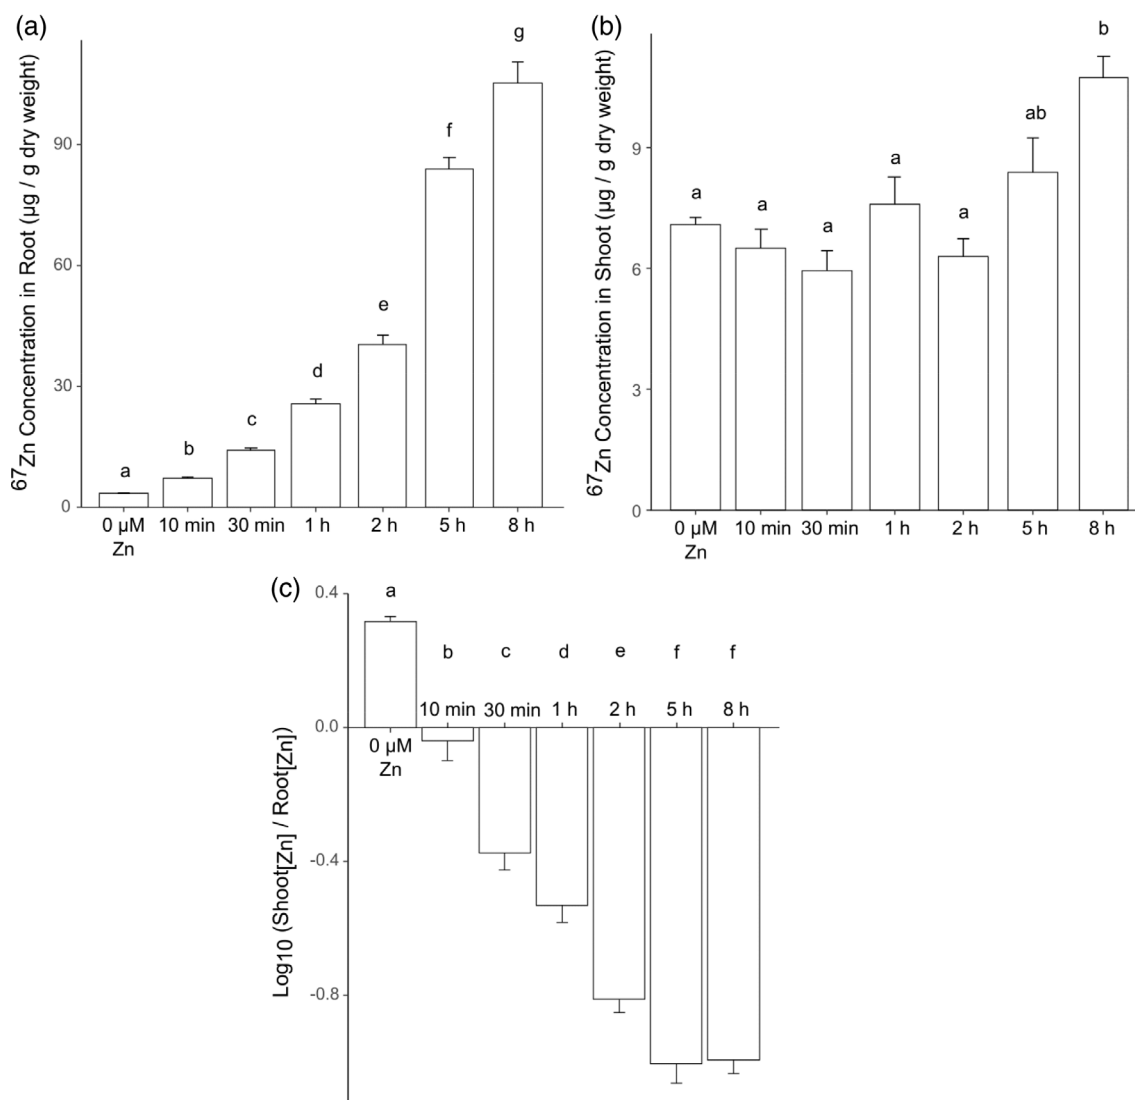 (a)
⁶⁷Zn Concentration in Root (µg / g dry weight)
90
60
30
0
a
b
c
d
e
f
g
0 µM Zn
10 min
30 min
1 h
2 h
5 h
8 h
(b)
⁶⁷Zn Concentration in Shoot (µg / g dry weight)
9
6
3
0
a
a
a
a
a
ab
b
0 µM Zn
10 min
30 min
1 h
2 h
5 h
8 h
(c)
Log₁₀ (Shoot[Zn] / Root[Zn])
0.4
0.0
-0.4
-0.8
a
b
c
d
e
f
f
0 µM Zn
10 min
30 min
1 h
2 h
5 h
8 h